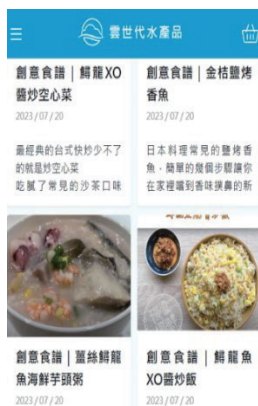 雲世代水產品
創意食譜｜鱘龍XO
醬炒空心菜
2023/07/20
最經典的台式快炒少不了
的就是炒空心菜
吃膩了常見的沙茶口味
創意食譜｜金桔鹽烤
香魚
2023/07/20
日本料理常見的鹽烤香
魚，簡單的幾個步驟讓你
在家裡嚐到香味撲鼻的新
創意食譜｜薑絲鱘龍
魚海鮮芋頭粥
2023/07/20
創意食譜｜鱘龍魚
XO醬炒飯
2023/07/20